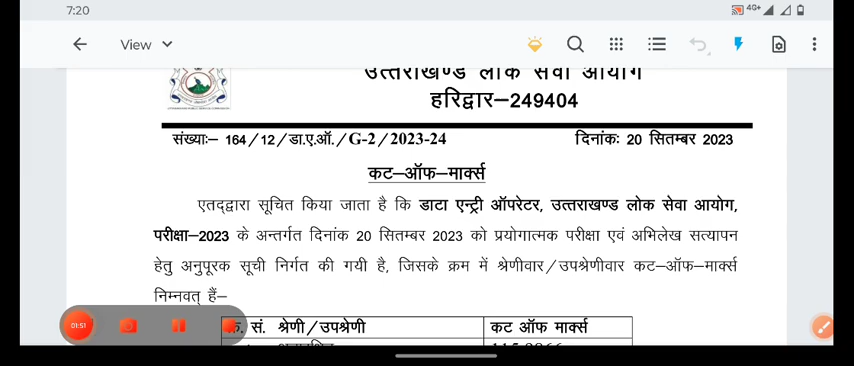 7:20
4G+
View
उत्तराखण्ड लोक सेवा आयोग
हरिद्वार–249404
संख्याः– 164/12/डा.ए.ऑ./G-2/2023-24 दिनांकः 20 सितम्बर 2023
कट–ऑफ–मार्क्स
एतद्द्वारा सूचित किया जाता है कि डाटा एन्ट्री ऑपरेटर, उत्तराखण्ड लोक सेवा आयोग,
परीक्षा–2023 के अन्तर्गत दिनांक 20 सितम्बर 2023 को प्रयोगात्मक परीक्षा एवं अभिलेख सत्यापन
हेतु अनुपूरक सूची निर्गत की गयी है, जिसके क्रम में श्रेणीवार/उपश्रेणीवार कट–ऑफ–मार्क्स
निम्नवत् हैं–
01:51
क्र. सं. श्रेणी/उपश्रेणी कट ऑफ मार्क्स